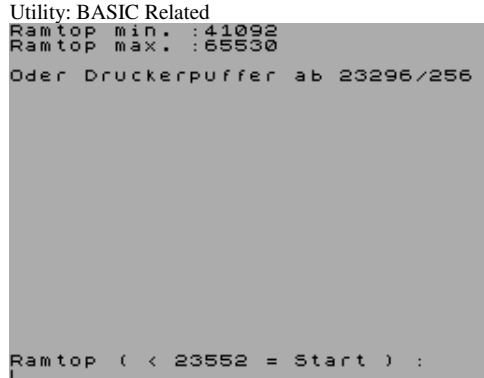 Utility: BASIC Related
Ramtop min. :41092
Ramtop max. :65530
Oder Druckerpuffer ab 23296/256
Ramtop ( < 23552 = Start ) :